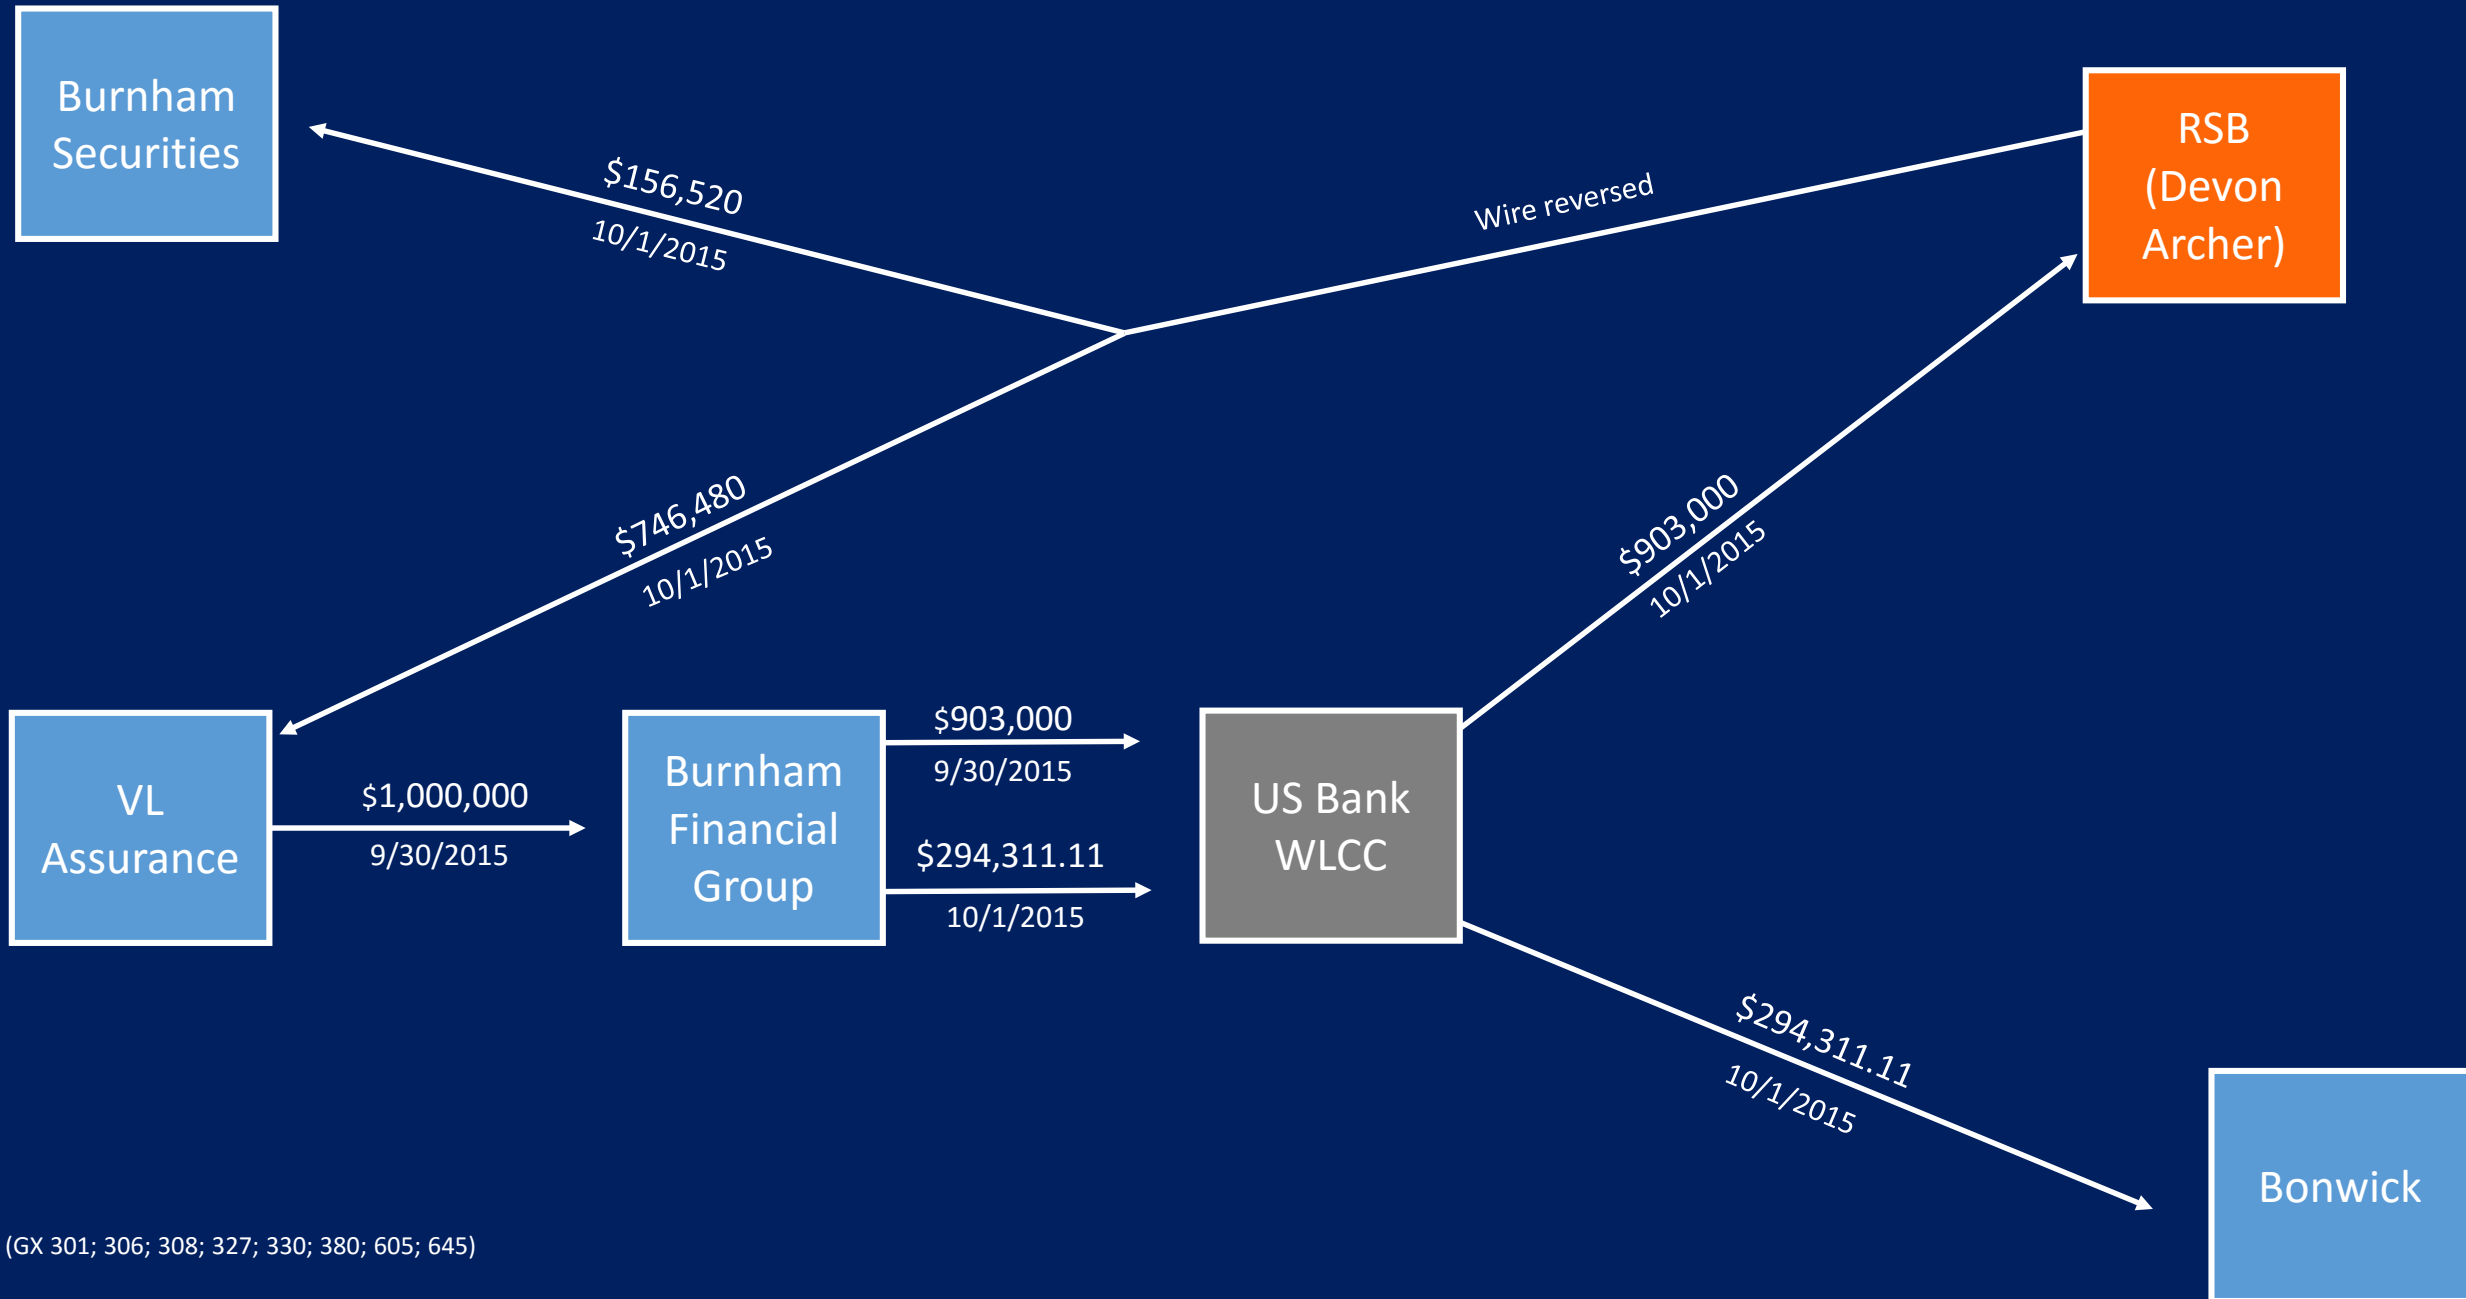 Burnham
Securities
RSB
(Devon
Archer)
$156,520
10/1/2015
Wire reversed
$746,480
10/1/2015
$903,000
10/1/2015
VL
Assurance
$1,000,000
9/30/2015
Burnham
Financial
Group
$903,000
9/30/2015
$294,311.11
10/1/2015
US Bank
WLCC
$294,311.11
10/1/2015
Bonwick
(GX 301; 306; 308; 327; 330; 380; 605; 645)